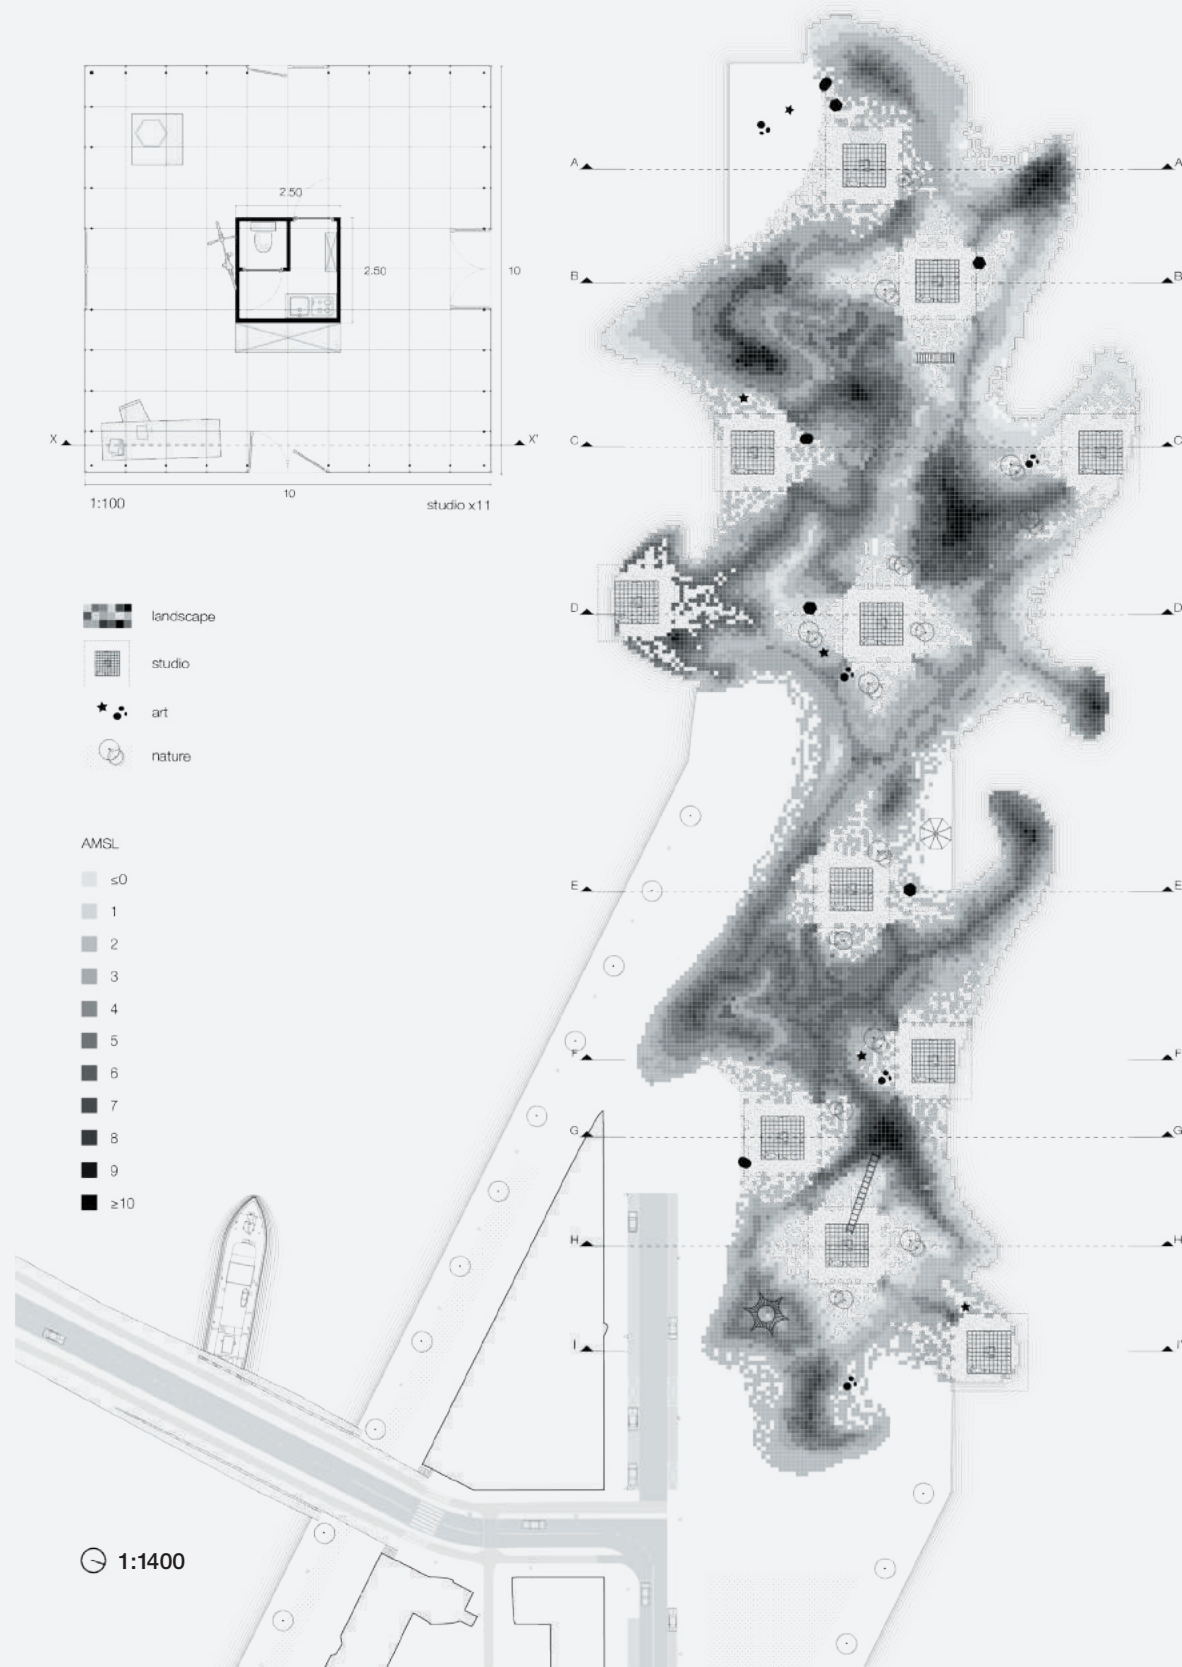 2.50
2.50
10
X
X'
10
1:100
studio x11
landscape
studio
art
nature
AMSL
≤0
1
2
3
4
5
6
7
8
9
≥10
A
A'
B
B'
C
C'
D
D'
E
E'
F
F'
G
G'
H
H'
I
I'
1:1400